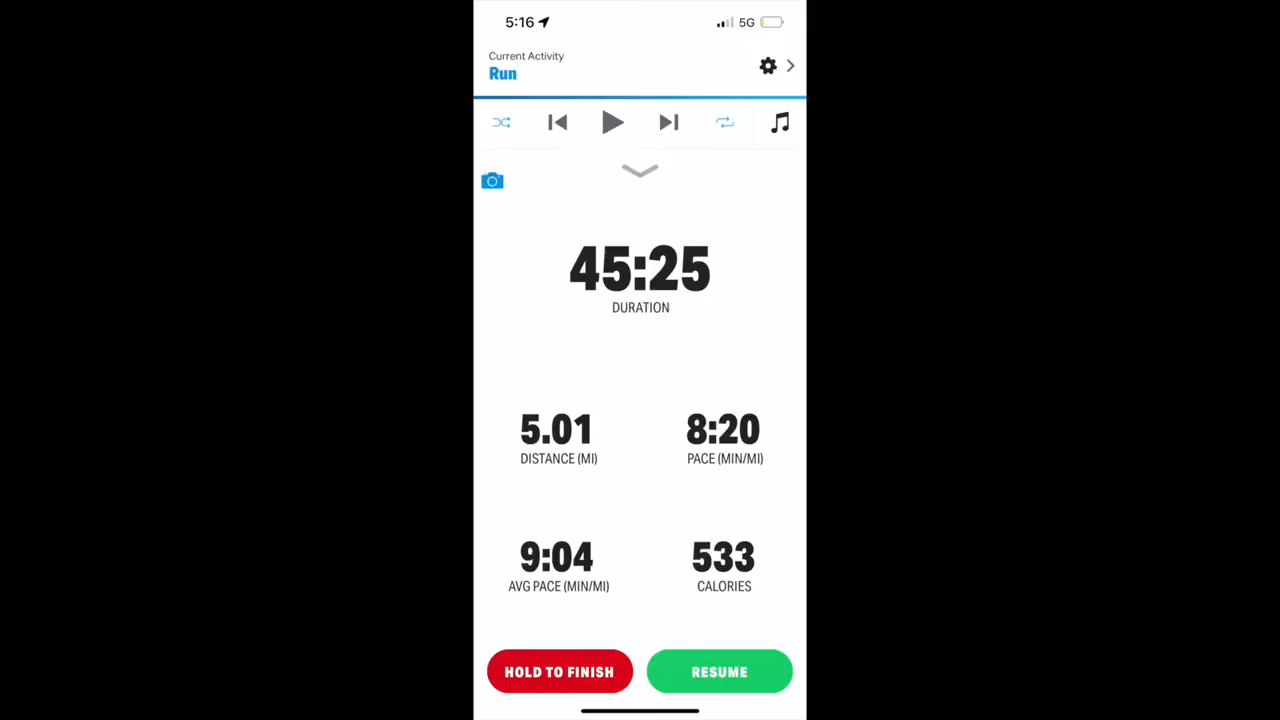 5:16
5G
Current Activity
Run
45:25
DURATION
5.01
8:20
DISTANCE (MI)
PACE (MIN/MI)
9:04
533
AVG PACE (MIN/MI)
CALORIES
HOLD TO FINISH
RESUME